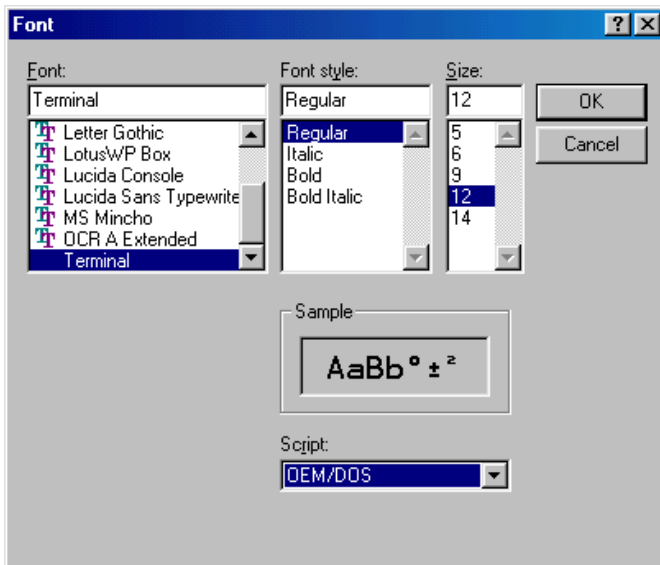 Font
Font:
Terminal
Letter Gothic
LotusWP Box
Lucida Console
Lucida Sans Typewrite
MS Mincho
OCR A Extended
Terminal
Font style:
Regular
Regular
Italic
Bold
Bold Italic
Size:
12
5
6
9
12
14
OK
Cancel
Sample
AaBb°±²
Script:
OEM/DOS